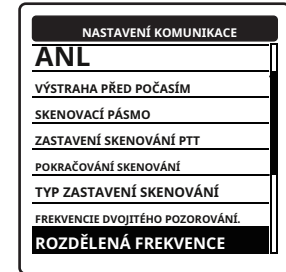 NASTAVENÍ KOMUNIKACE
ANL
VÝSTRAHA PŘED POČASÍM
SKENOVACÍ PÁSMO
ZASTAVENÍ SKENOVÁNÍ PTT
POKRAČOVÁNÍ SKENOVÁNÍ
TYP ZASTAVENÍ SKENOVÁNÍ
FREKVENCIE DVOJITÉHO POZOROVÁNÍ.
ROZDĚLENÁ FREKVENCE